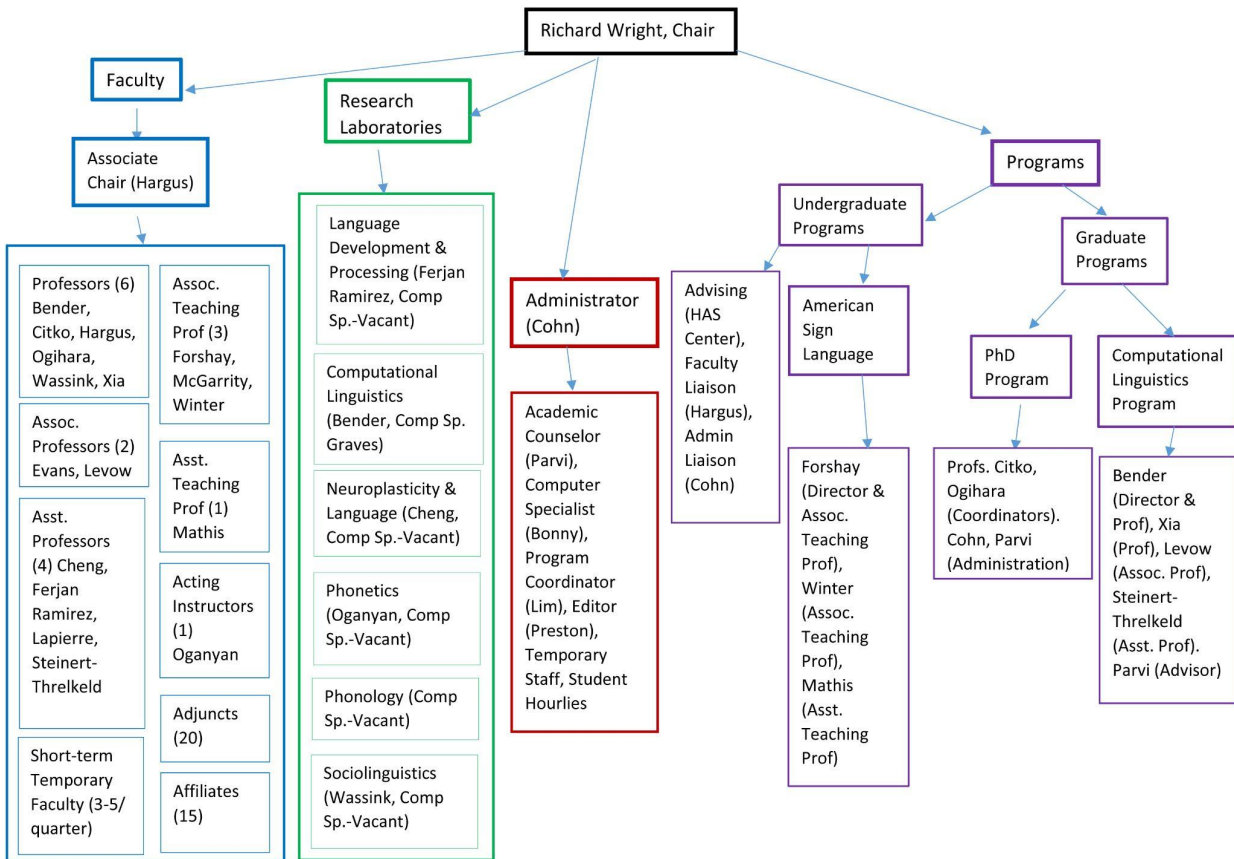 Richard Wright, Chair
Faculty
Associate
Chair (Hargus)
Professors (6)
Bender,
Citko, Hargus,
Ogihara,
Wassink, Xia
Assoc.
Professors (2)
Evans, Levow
Asst.
Professors
(4) Cheng,
Ferjan
Ramirez,
Lapierre,
Steinert-
Threlkeld
Short-term
Temporary
Faculty (3-5/
quarter)
Assoc.
Teaching
Prof (3)
Forshay,
McGarrity,
Winter
Asst.
Teaching
Prof (1)
Mathis
Acting
Instructors
(1)
Oganyan
Adjuncts
(20)
Affiliates
(15)
Research
Laboratories
Language
Development &
Processing (Ferjan
Ramirez, Comp
Sp.-Vacant)
Computational
Linguistics
(Bender, Comp Sp.
Graves)
Neuroplasticity &
Language (Cheng,
Comp Sp.-Vacant)
Phonetics
(Oganyan, Comp
Sp.-Vacant)
Phonology (Comp
Sp.-Vacant)
Sociolinguistics
(Wassink, Comp
Sp.-Vacant)
Administrator
(Cohn)
Academic
Counselor
(Parvi),
Computer
Specialist
(Bonny),
Program
Coordinator
(Lim), Editor
(Preston),
Temporary
Staff, Student
Hourlies
Programs
Undergraduate
Programs
Advising
(HAS
Center),
Faculty
Liaison
(Hargus),
Admin
Liaison
(Cohn)
American
Sign
Language
Forshay
(Director &
Assoc.
Teaching
Prof),
Winter
(Assoc.
Teaching
Prof),
Mathis
(Asst.
Teaching
Prof)
Graduate
Programs
PhD
Program
Profs. Citko,
Ogihara
(Coordinators).
Cohn, Parvi
(Administration)
Computational
Linguistics
Program
Bender
(Director &
Prof), Xia
(Prof), Levow
(Assoc. Prof),
Steinert-
Threlkeld
(Asst. Prof).
Parvi (Advisor)